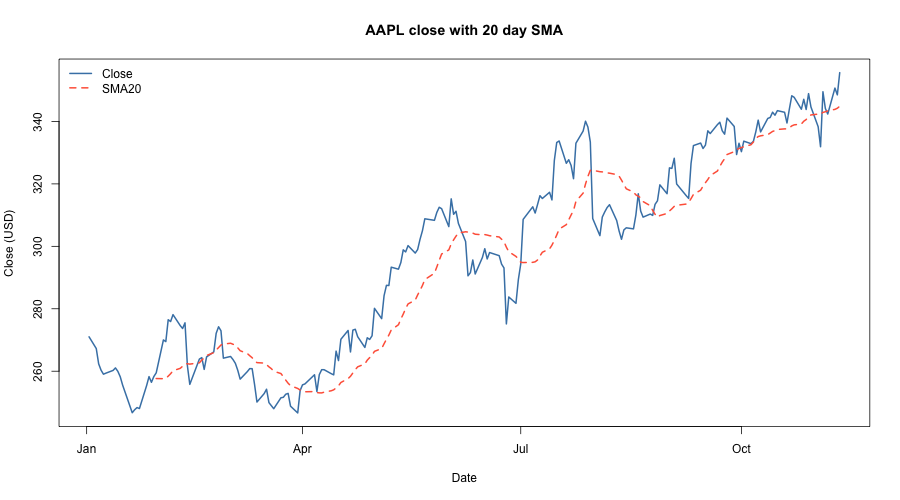 AAPL close with 20 day SMA
Close
SMA20
Close (USD)
340
320
300
280
260
Jan
Apr
Jul
Oct
Date